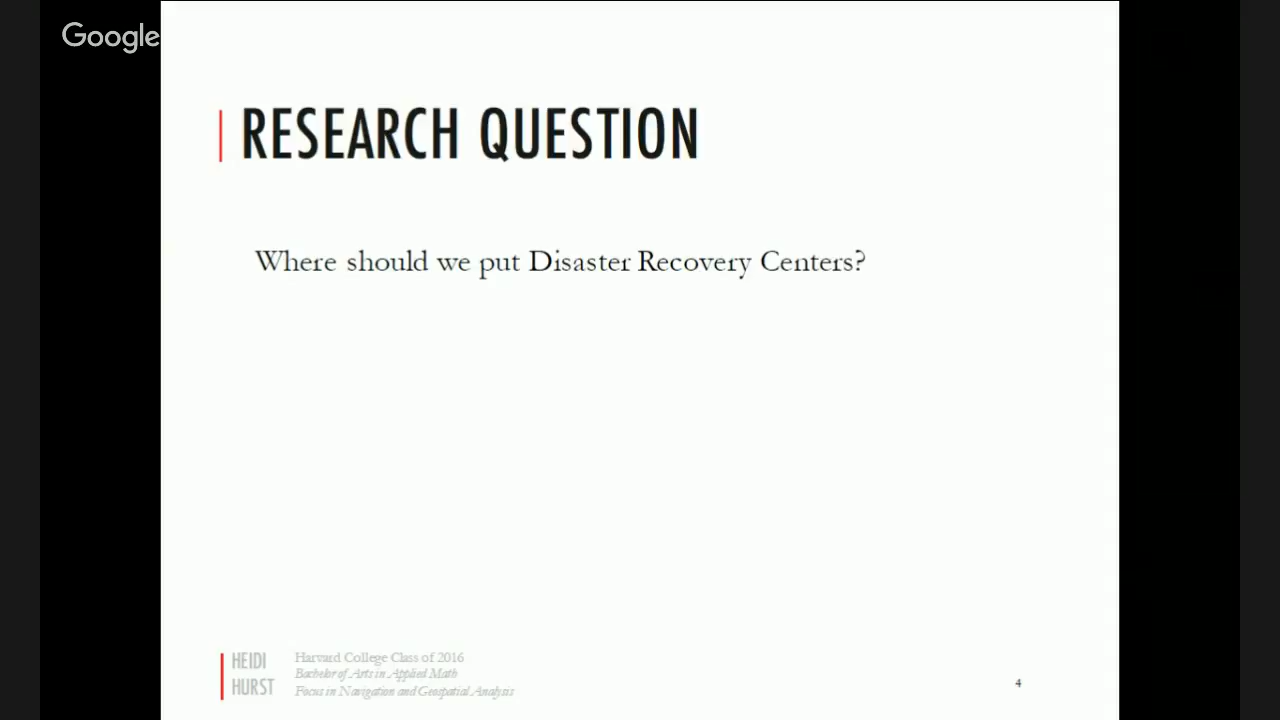 Google
RESEARCH QUESTION
Where should we put Disaster Recovery Centers?
HEIDI
HURST
Harvard College Class of 2016
Bachelor of Arts in Applied Math
Focus in Navigation and Geospatial Analysis
4